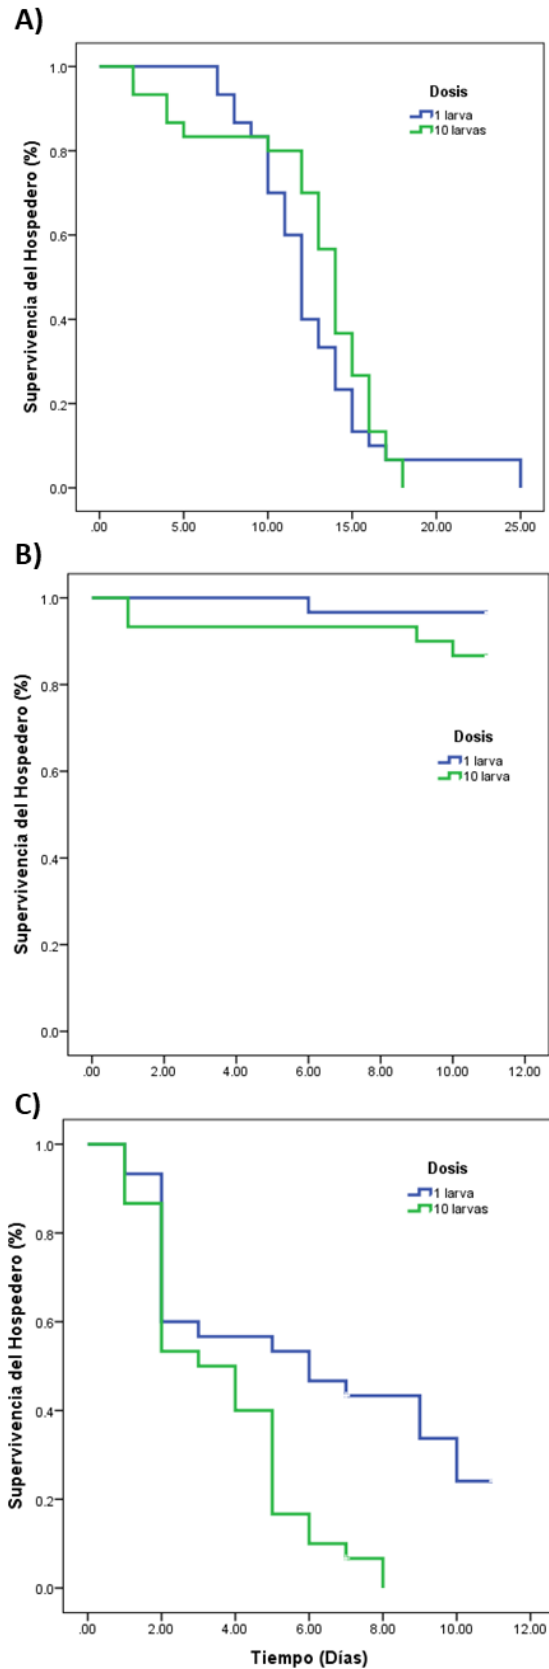 A)
Supervivencia del Hospedero (%)
1.0
0.8
0.6
0.4
0.2
0.0
Dosis
1 larva
10 larvas
.00 5.00 10.00 15.00 20.00 25.00
B)
Supervivencia del Hospedero (%)
1.0
0.8
0.6
0.4
0.2
0.0
Dosis
1 larva
10 larva
.00 2.00 4.00 6.00 8.00 10.00 12.00
C)
Supervivencia del Hospedero (%)
1.0
0.8
0.6
0.4
0.2
0.0
Dosis
1 larva
10 larvas
.00 2.00 4.00 6.00 8.00 10.00 12.00
Tiempo (Días)